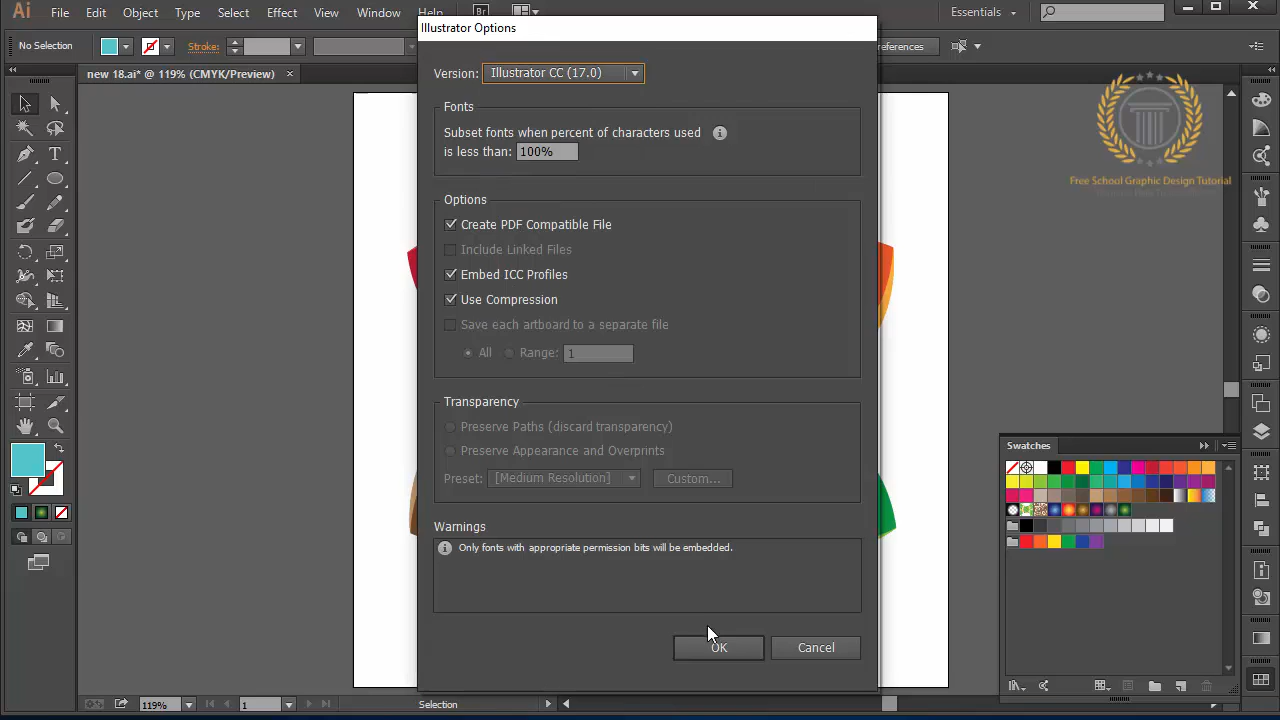 Ai File Edit Object Type Select Effect View Window Br Essentials
Illustrator Options
No Selection Stroke: references
new 18.ai* @ 119% (CMYK/Preview) ×
Version: Illustrator CC (17.0)
Fonts
Subset fonts when percent of characters used
is less than: 100%
Options
Create PDF Compatible File
Include Linked Files
Embed ICC Profiles
Use Compression
Save each artboard to a separate file
All Range: 1
Transparency
Preserve Paths (discard transparency)
Preserve Appearance and Overprints
Preset: [Medium Resolution] Custom...
Warnings
Only fonts with appropriate permission bits will be embedded.
OK Cancel
Free School Graphic Design Tutorial
Swatches
119% 1 Selection